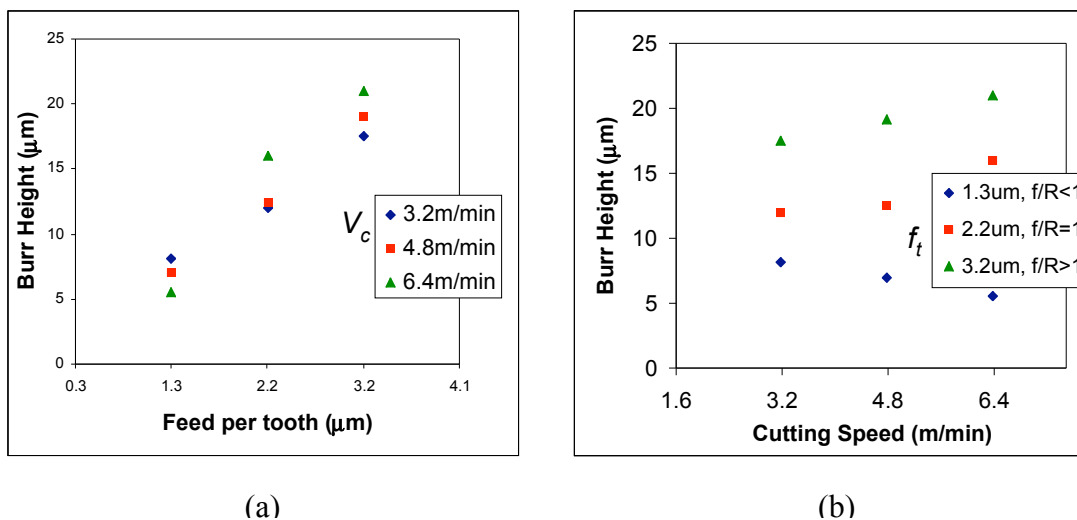 25
20
15
10
5
0
Burr Height (μm)
0.3 1.3 2.2 3.2 4.1
Feed per tooth (μm)
Vc
3.2m/min
4.8m/min
6.4m/min
(a)
25
20
15
10
5
0
Burr Height (μm)
1.6 3.2 4.8 6.4
Cutting Speed (m/min)
ft
1.3um, f/R<1
2.2um, f/R=1
3.2um, f/R>1
(b)